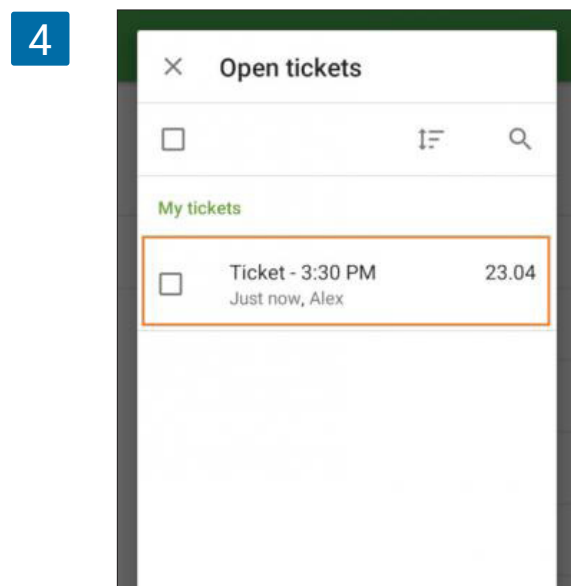 4
Open tickets
My tickets
Ticket - 3:30 PM 23.04
Just now, Alex